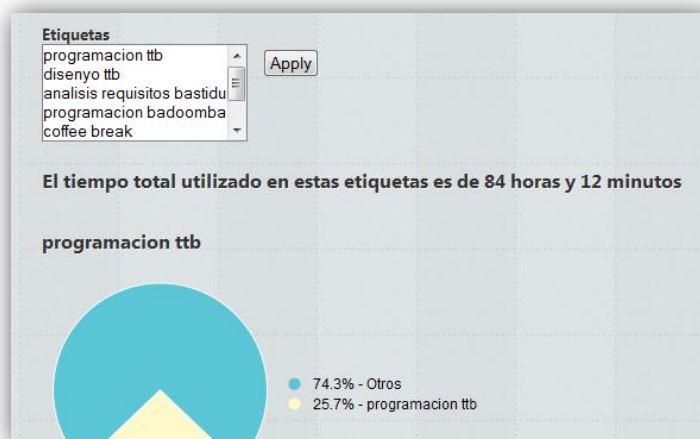 Etiquetas
programacion ttb
disenyo ttb
analisis requisitos bastidu
programacion badoomba
coffee break
Apply
El tiempo total utilizado en estas etiquetas es de 84 horas y 12 minutos
programacion ttb
74.3% - Otros
25.7% - programacion ttb